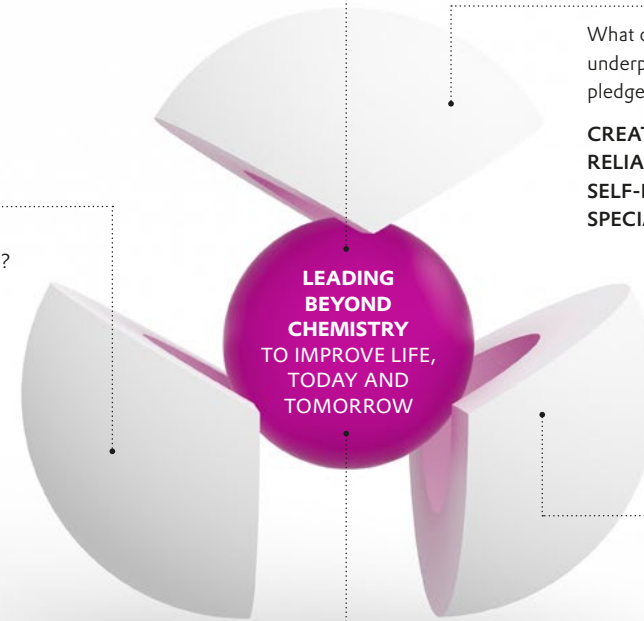 What
underp
pledge
CREAT
RELIA
SELF-
SPECIA
?
LEADING
BEYOND
CHEMISTRY
TO IMPROVE LIFE,
TODAY AND
TOMORROW